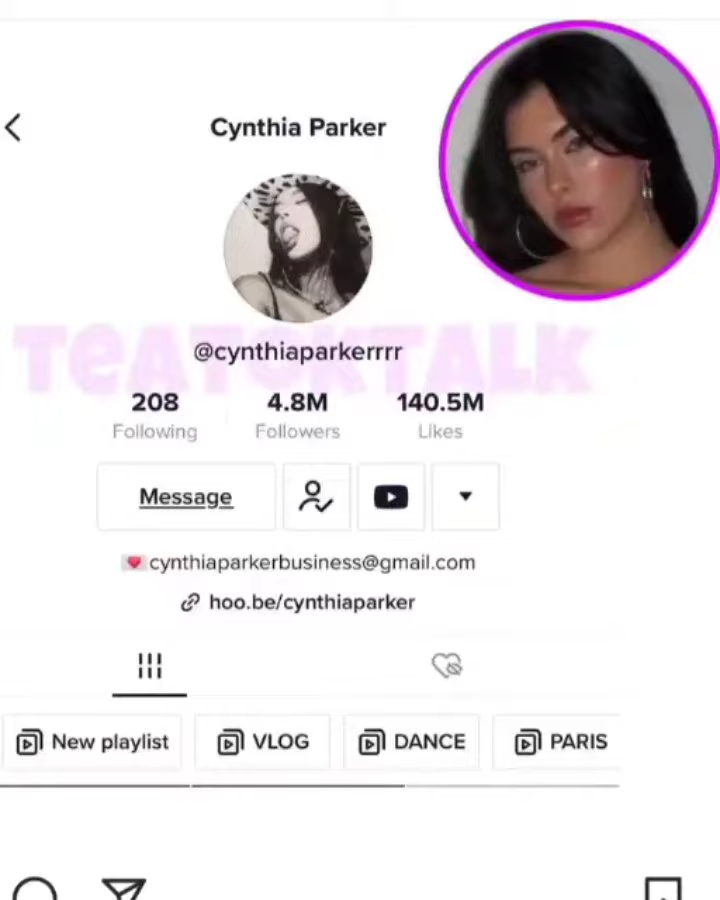 Cynthia Parker
TeaTokTALK
@cynthiaparkerrrr
208 4.8M 140.5M
Following Followers Likes
Message
💌cynthiaparkerbusiness@gmail.com
hoo.be/cynthiaparker
New playlist VLOG DANCE PARIS